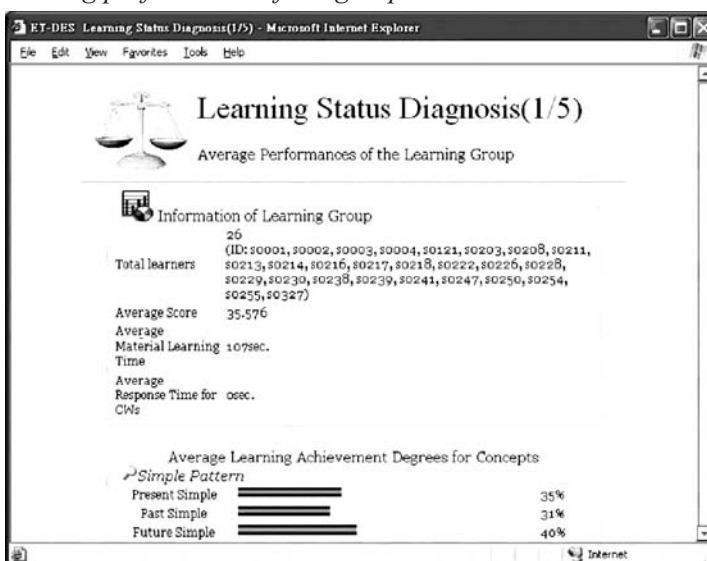 ET-DES Learning Status Diagnosis(1/5) - Microsoft Internet Explorer
File Edit View Favorites Tools Help
Learning Status Diagnosis(1/5)
Average Performances of the Learning Group
Information of Learning Group
26
(ID: s0001, s0002, s0003, s0004, s0121, s0203, s0208, s0211,
Total learners s0213, s0214, s0216, s0217, s0218, s0222, s0226, s0228,
s0229, s0230, s0238, s0239, s0241, s0247, s0250, s0254,
s0255, s0327)
Average Score 35.576
Average
Material Learning 107sec.
Time
Average
Response Time for 0sec.
CWs
Average Learning Achievement Degrees for Concepts
Simple Pattern
Present Simple 35%
Past Simple 31%
Future Simple 40%
Internet